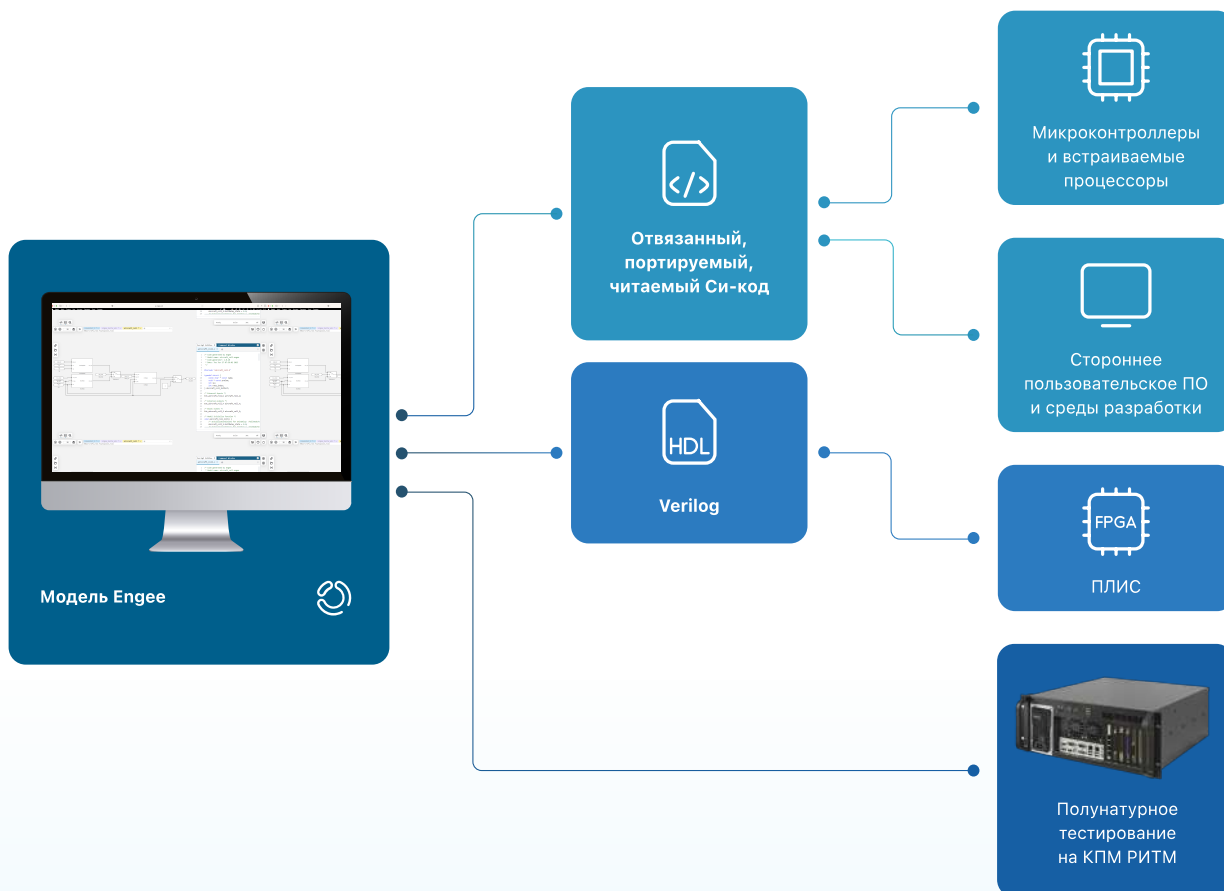 Модель Engee
</>
Отвязанный,
портируемый,
читаемый Си-код
HDL
Verilog
Микроконтроллеры
и встраиваемые
процессоры
Стороннее
пользовательское ПО
и среды разработки
FPGA
ПЛИС
Полунатурное
тестирование
на КПМ РИТМ